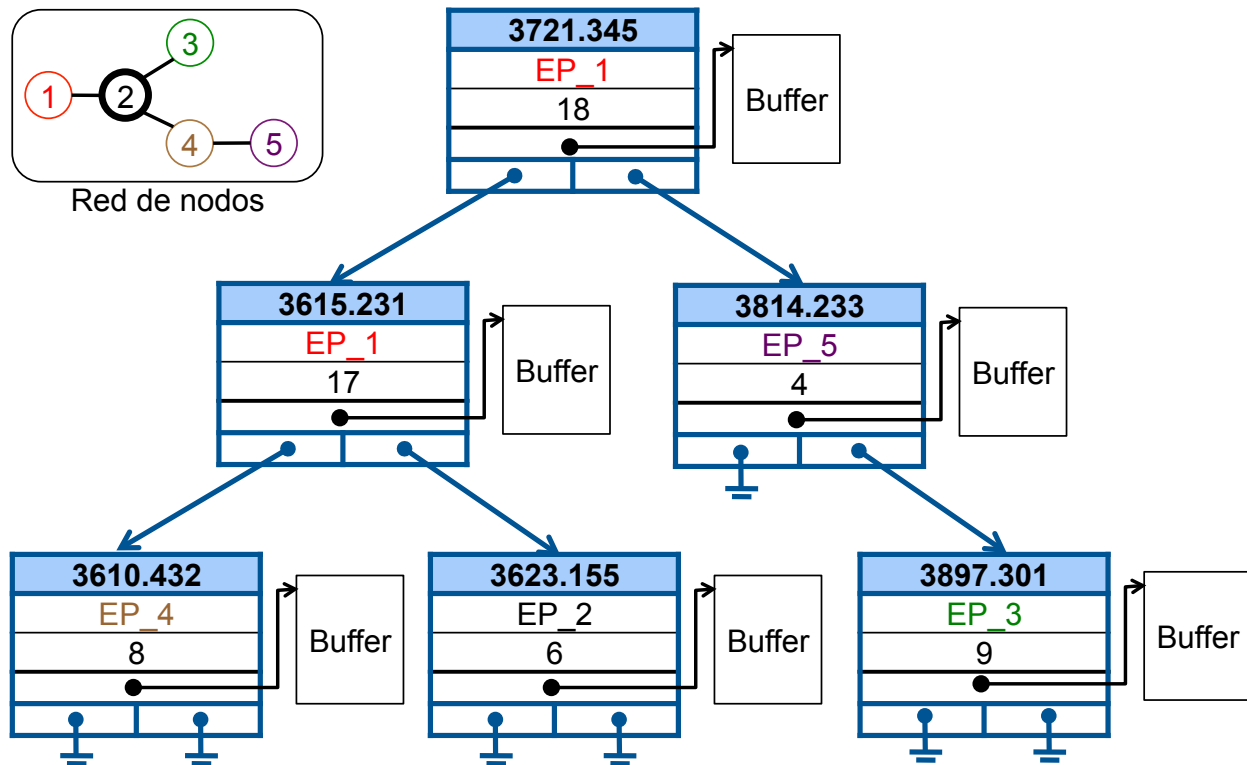 3
1
2
4
5
Red de nodos
3721.345
EP_1
18
Buffer
3615.231
EP_1
17
Buffer
3814.233
EP_5
4
Buffer
3610.432
EP_4
8
Buffer
3623.155
EP_2
6
Buffer
3897.301
EP_3
9
Buffer